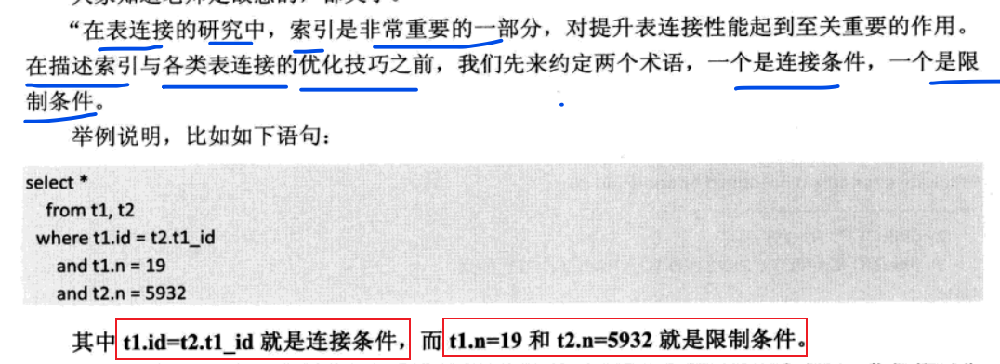 “在表连接的研究中，索引是非常重要的一部分，对提升表连接性能起到至关重要的作用。
在描述索引与各类表连接的优化技巧之前，我们先来约定两个术语，一个是连接条件，一个是限
制条件。
举例说明，比如如下语句：
select *
from t1, t2
where t1.id = t2.t1_id
and t1.n = 19
and t2.n = 5932
其中 t1.id=t2.t1_id 就是连接条件，而 t1.n=19 和 t2.n=5932 就是限制条件。